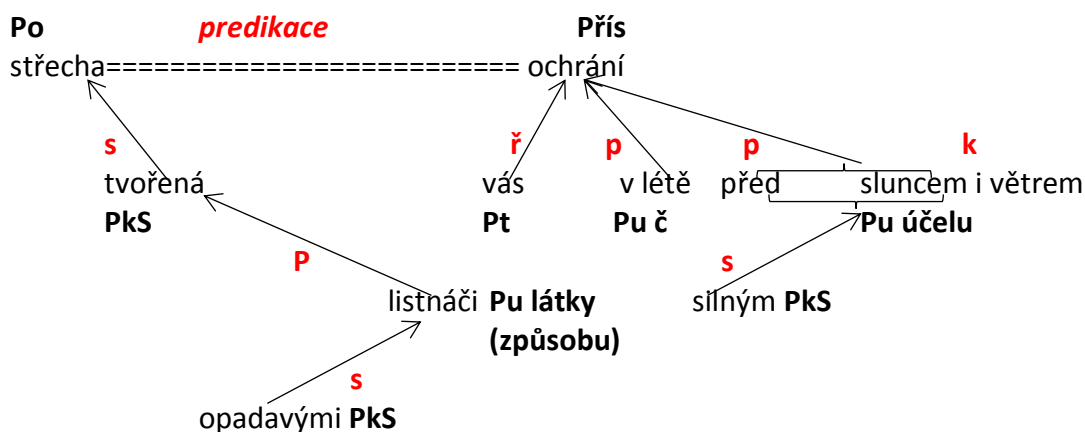 Po predikace Přís
střecha========================== ochrání
s ř p p k
tvořená vás v létě před sluncem i větrem
PkS Pt Pu č Pu účelu
P s
listnáči Pu látky silným PkS
(způsobu)
s
opadavými PkS